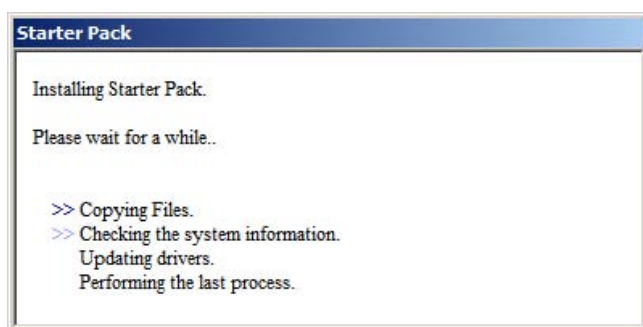 Starter Pack
Installing Starter Pack.
Please wait for a while..
>> Copying Files.
>> Checking the system information.
Updating drivers.
Performing the last process.